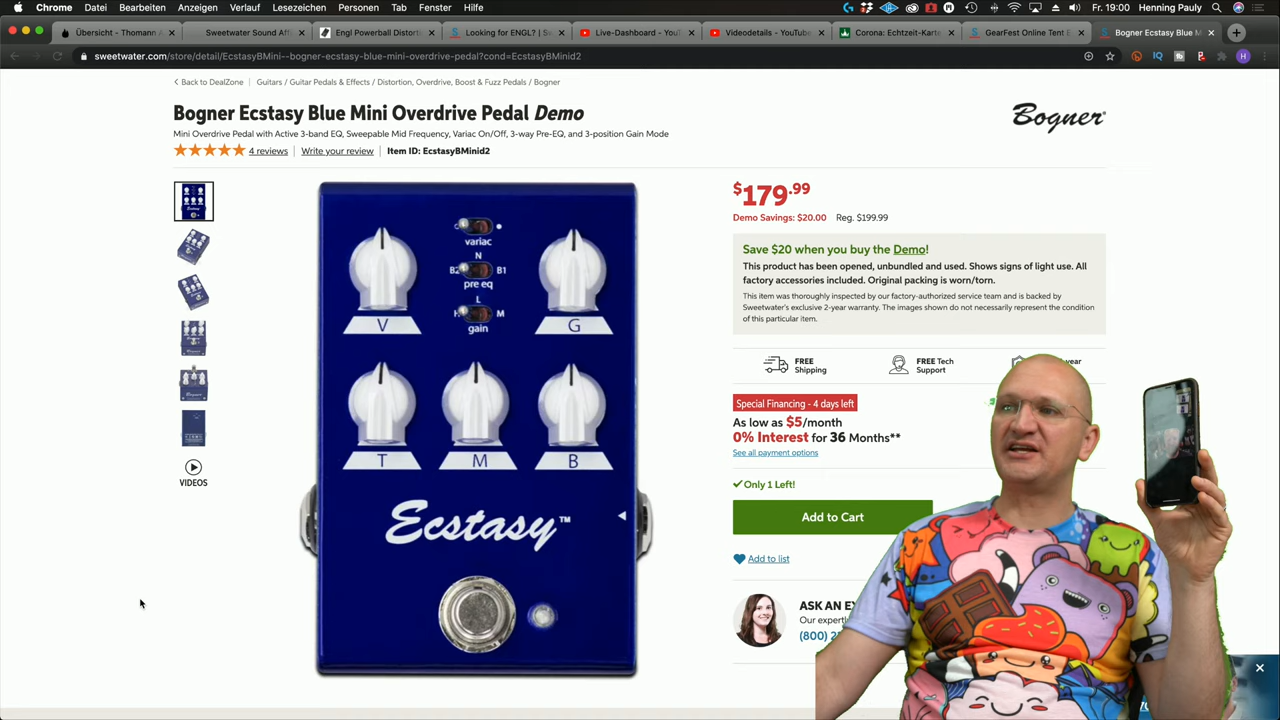 Chrome Datei Bearbeiten Anzeigen Verlauf Lesezeichen Personen Tab Fenster Hilfe Fr. 19:00 Henning Pauly
Übersicht - Thomann
Sweetwater Sound Aff
Engl Powerball Distorti
Looking for ENGL? | Sw
Live-Dashboard - YouTube
Videodetails - YouTube
Corona: Echtzeit-Karte
GearFest Online Tent E
Bogner Ecstasy Blue M
sweetwater.com/store/detail/EcstasyBMini--bogner-ecstasy-blue-mini-overdrive-pedal?cond=EcstasyBMinid2
Back to DealZone Guitars / Guitar Pedals & Effects / Distortion, Overdrive, Boost & Fuzz Pedals / Bogner
Bogner Ecstasy Blue Mini Overdrive Pedal Demo
Mini Overdrive Pedal with Active 3-band EQ, Sweepable Mid Frequency, Variac On/Off, 3-way Pre-EQ, and 3-position Gain Mode
4 reviews Write your review Item ID: EcstasyBMinid2
Bogner
variac
N
B2 B1
pre eq
L
H M
gain
V G
T M B
Ecstasy™
VIDEOS
$179.99
Demo Savings: $20.00 Reg. $199.99
Save $20 when you buy the Demo!
This product has been opened, unbundled and used. Shows signs of light use. All
factory accessories included. Original packing is worn/torn.
This item was thoroughly inspected by our factory-authorized service team and is backed by
Sweetwater's exclusive 2-year warranty. The images shown do not necessarily represent the condition
of this particular item.
FREE
Shipping
FREE Tech
Support
Special Financing - 4 days left
As low as $5/month
0% Interest for 36 Months**
See all payment options
Only 1 Left!
Add to Cart
Add to list
ASK AN
Our
(800)